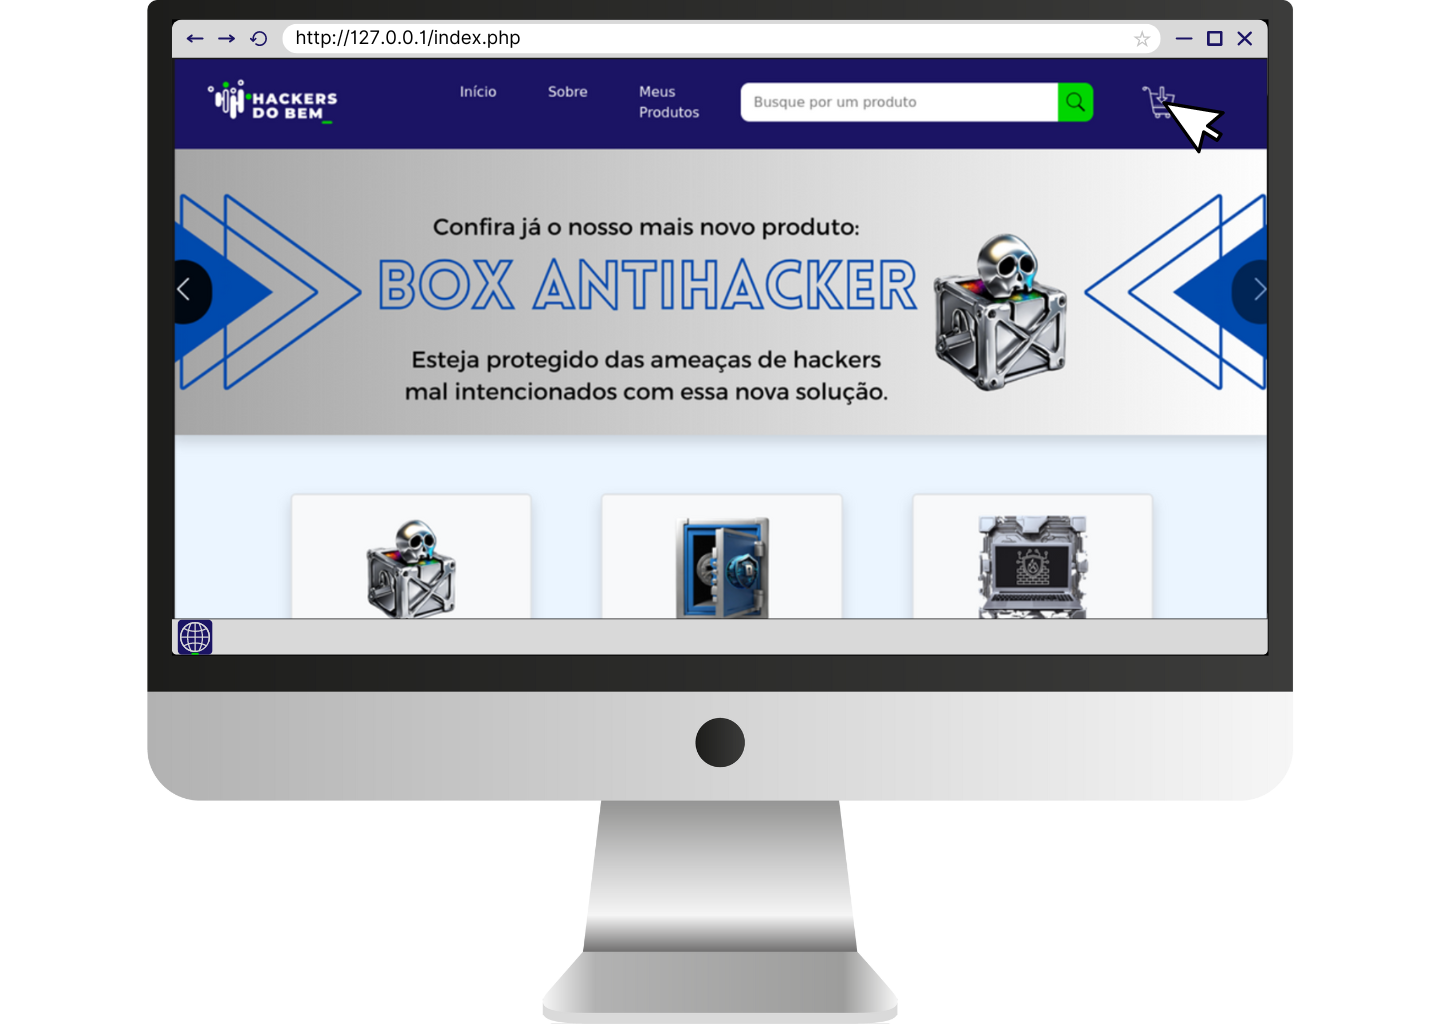 http://127.0.0.1/index.php
HACKERS
DO BEM_
Início
Sobre
Meus
Produtos
Busque por um produto
Confira já o nosso mais novo produto:
BOX ANTIHACKER
Esteja protegido das ameaças de hackers
mal intencionados com essa nova solução.